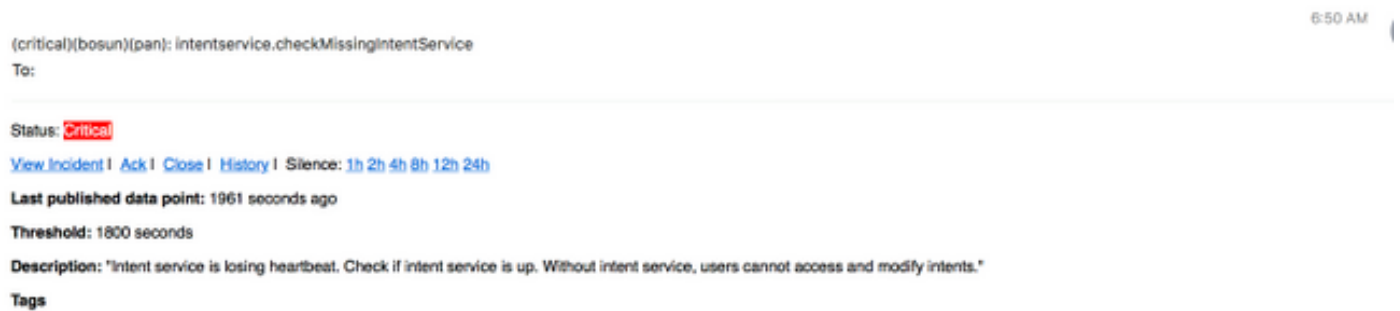 6:50 AM
(critical)(bosun)(pan): intentservice.checkMissingIntentService
To:
Status: Critical
View Incident | Ack | Close | History | Silence: 1h 2h 4h 8h 12h 24h
Last published data point: 1961 seconds ago
Threshold: 1800 seconds
Description: "Intent service is losing heartbeat. Check if intent service is up. Without intent service, users cannot access and modify intents."
Tags